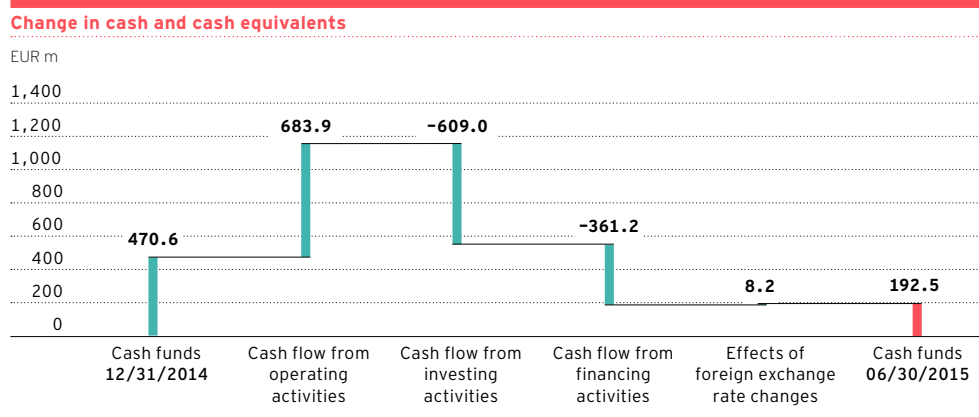 Change in cash and cash equivalents
EUR m
1,400
1,200
1,000
800
600
400
200
0
470.6
683.9
−609.0
−361.2
8.2
192.5
Cash funds
12/31/2014
Cash flow from
operating
activities
Cash flow from
investing
activities
Cash flow from
financing
activities
Effects of
foreign exchange
rate changes
Cash funds
06/30/2015